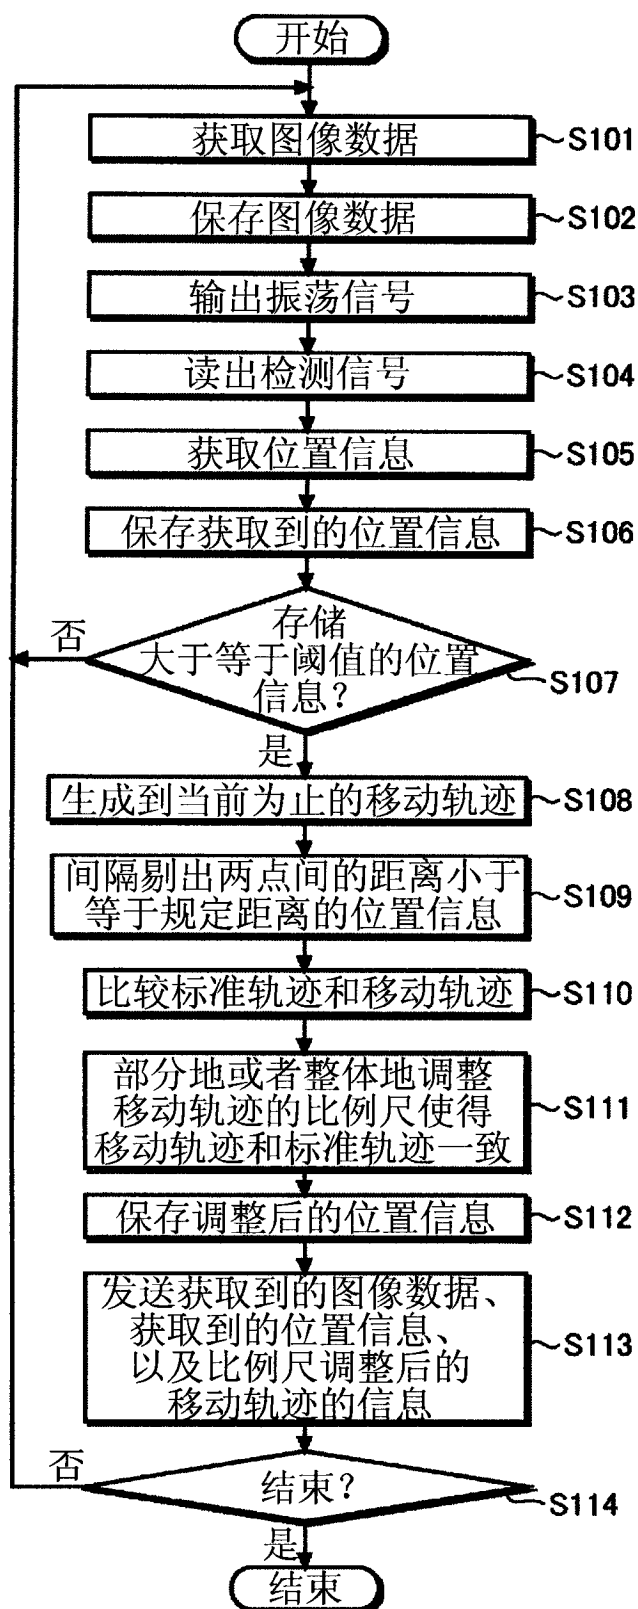 开始
获取图像数据 S101
保存图像数据 S102
输出振荡信号 S103
读出检测信号 S104
获取位置信息 S105
保存获取到的位置信息 S106
存储
大于等于阈值的位置
信息？
否
S107
是
生成到当前为止的移动轨迹 S108
间隔剔出两点间的距离小于
等于规定距离的位置信息
S109
比较标准轨迹和移动轨迹 S110
部分地或者整体地调整
移动轨迹的比例尺使得
移动轨迹和标准轨迹一致
S111
保存调整后的位置信息 S112
发送获取到的图像数据、
获取到的位置信息、
以及比例尺调整后的
移动轨迹的信息
S113
否
结束？
S114
是
结束